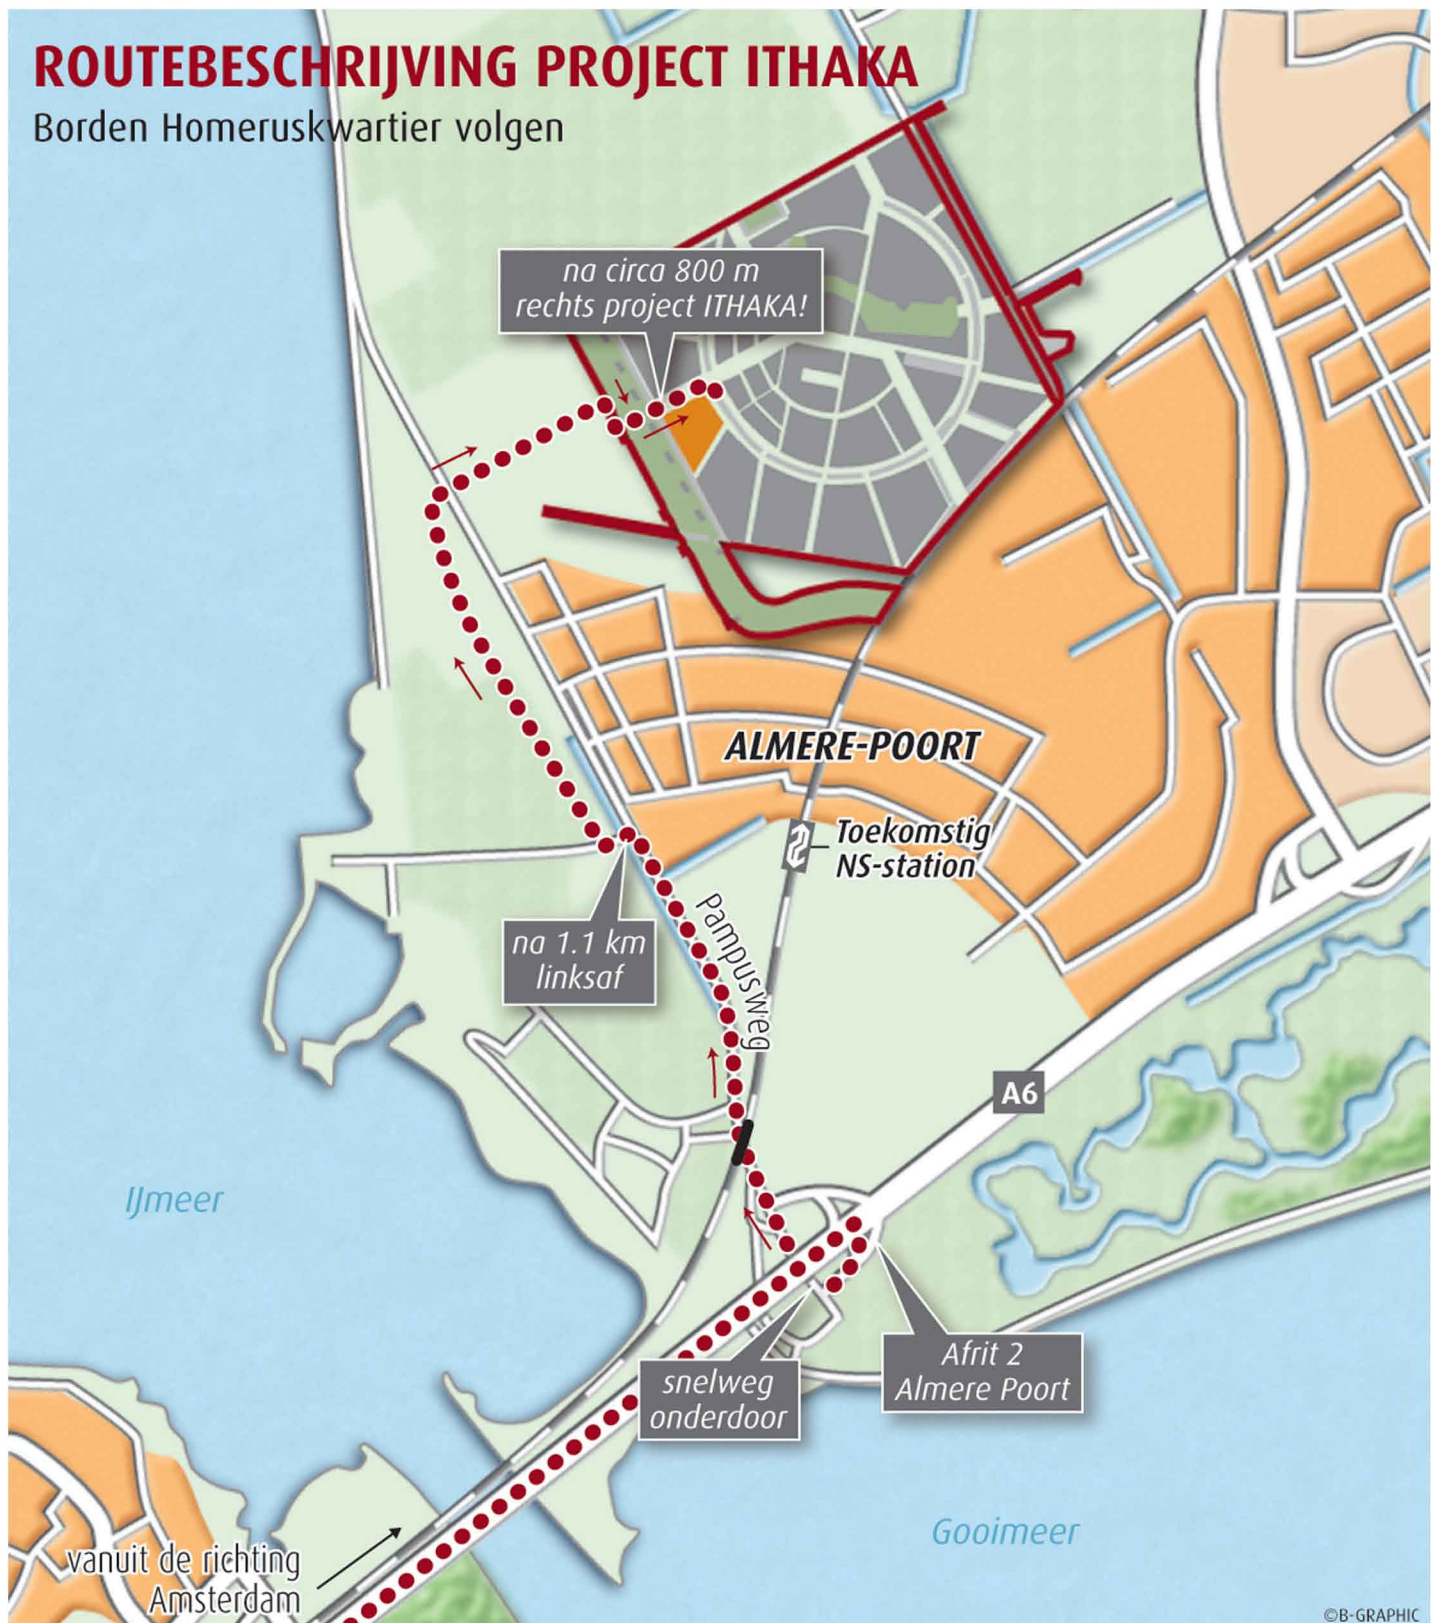 ROUTEBESCHRIJVING PROJECT ITHAKA
Borden Homeruskwartier volgen
na circa 800 m
rechts project ITHAKA!
ALMERE-POORT
Toekomstig
NS-station
Pampusweg
na 1.1 km
linksaf
A6
IJmeer
Afrit 2
Almere Poort
snelweg
onderdoor
Gooimeer
vanuit de richting
Amsterdam
©B-GRAPHIC